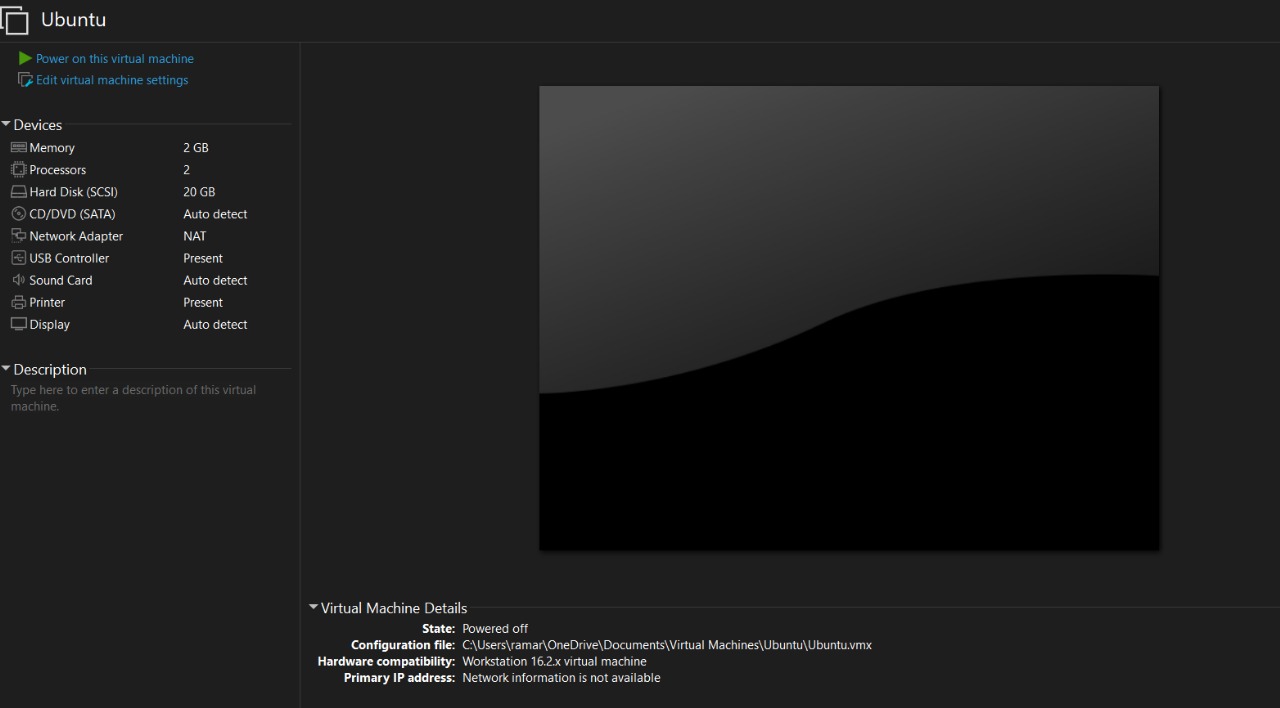 Ubuntu
Power on this virtual machine
Edit virtual machine settings
Devices
Memory 2 GB
Processors 2
Hard Disk (SCSI) 20 GB
CD/DVD (SATA) Auto detect
Network Adapter NAT
USB Controller Present
Sound Card Auto detect
Printer Present
Display Auto detect
Description
Type here to enter a description of this virtual
machine.
Virtual Machine Details
State: Powered off
Configuration file: C:\Users\ramar\OneDrive\Documents\Virtual Machines\Ubuntu\Ubuntu.vmx
Hardware compatibility: Workstation 16.2.x virtual machine
Primary IP address: Network information is not available